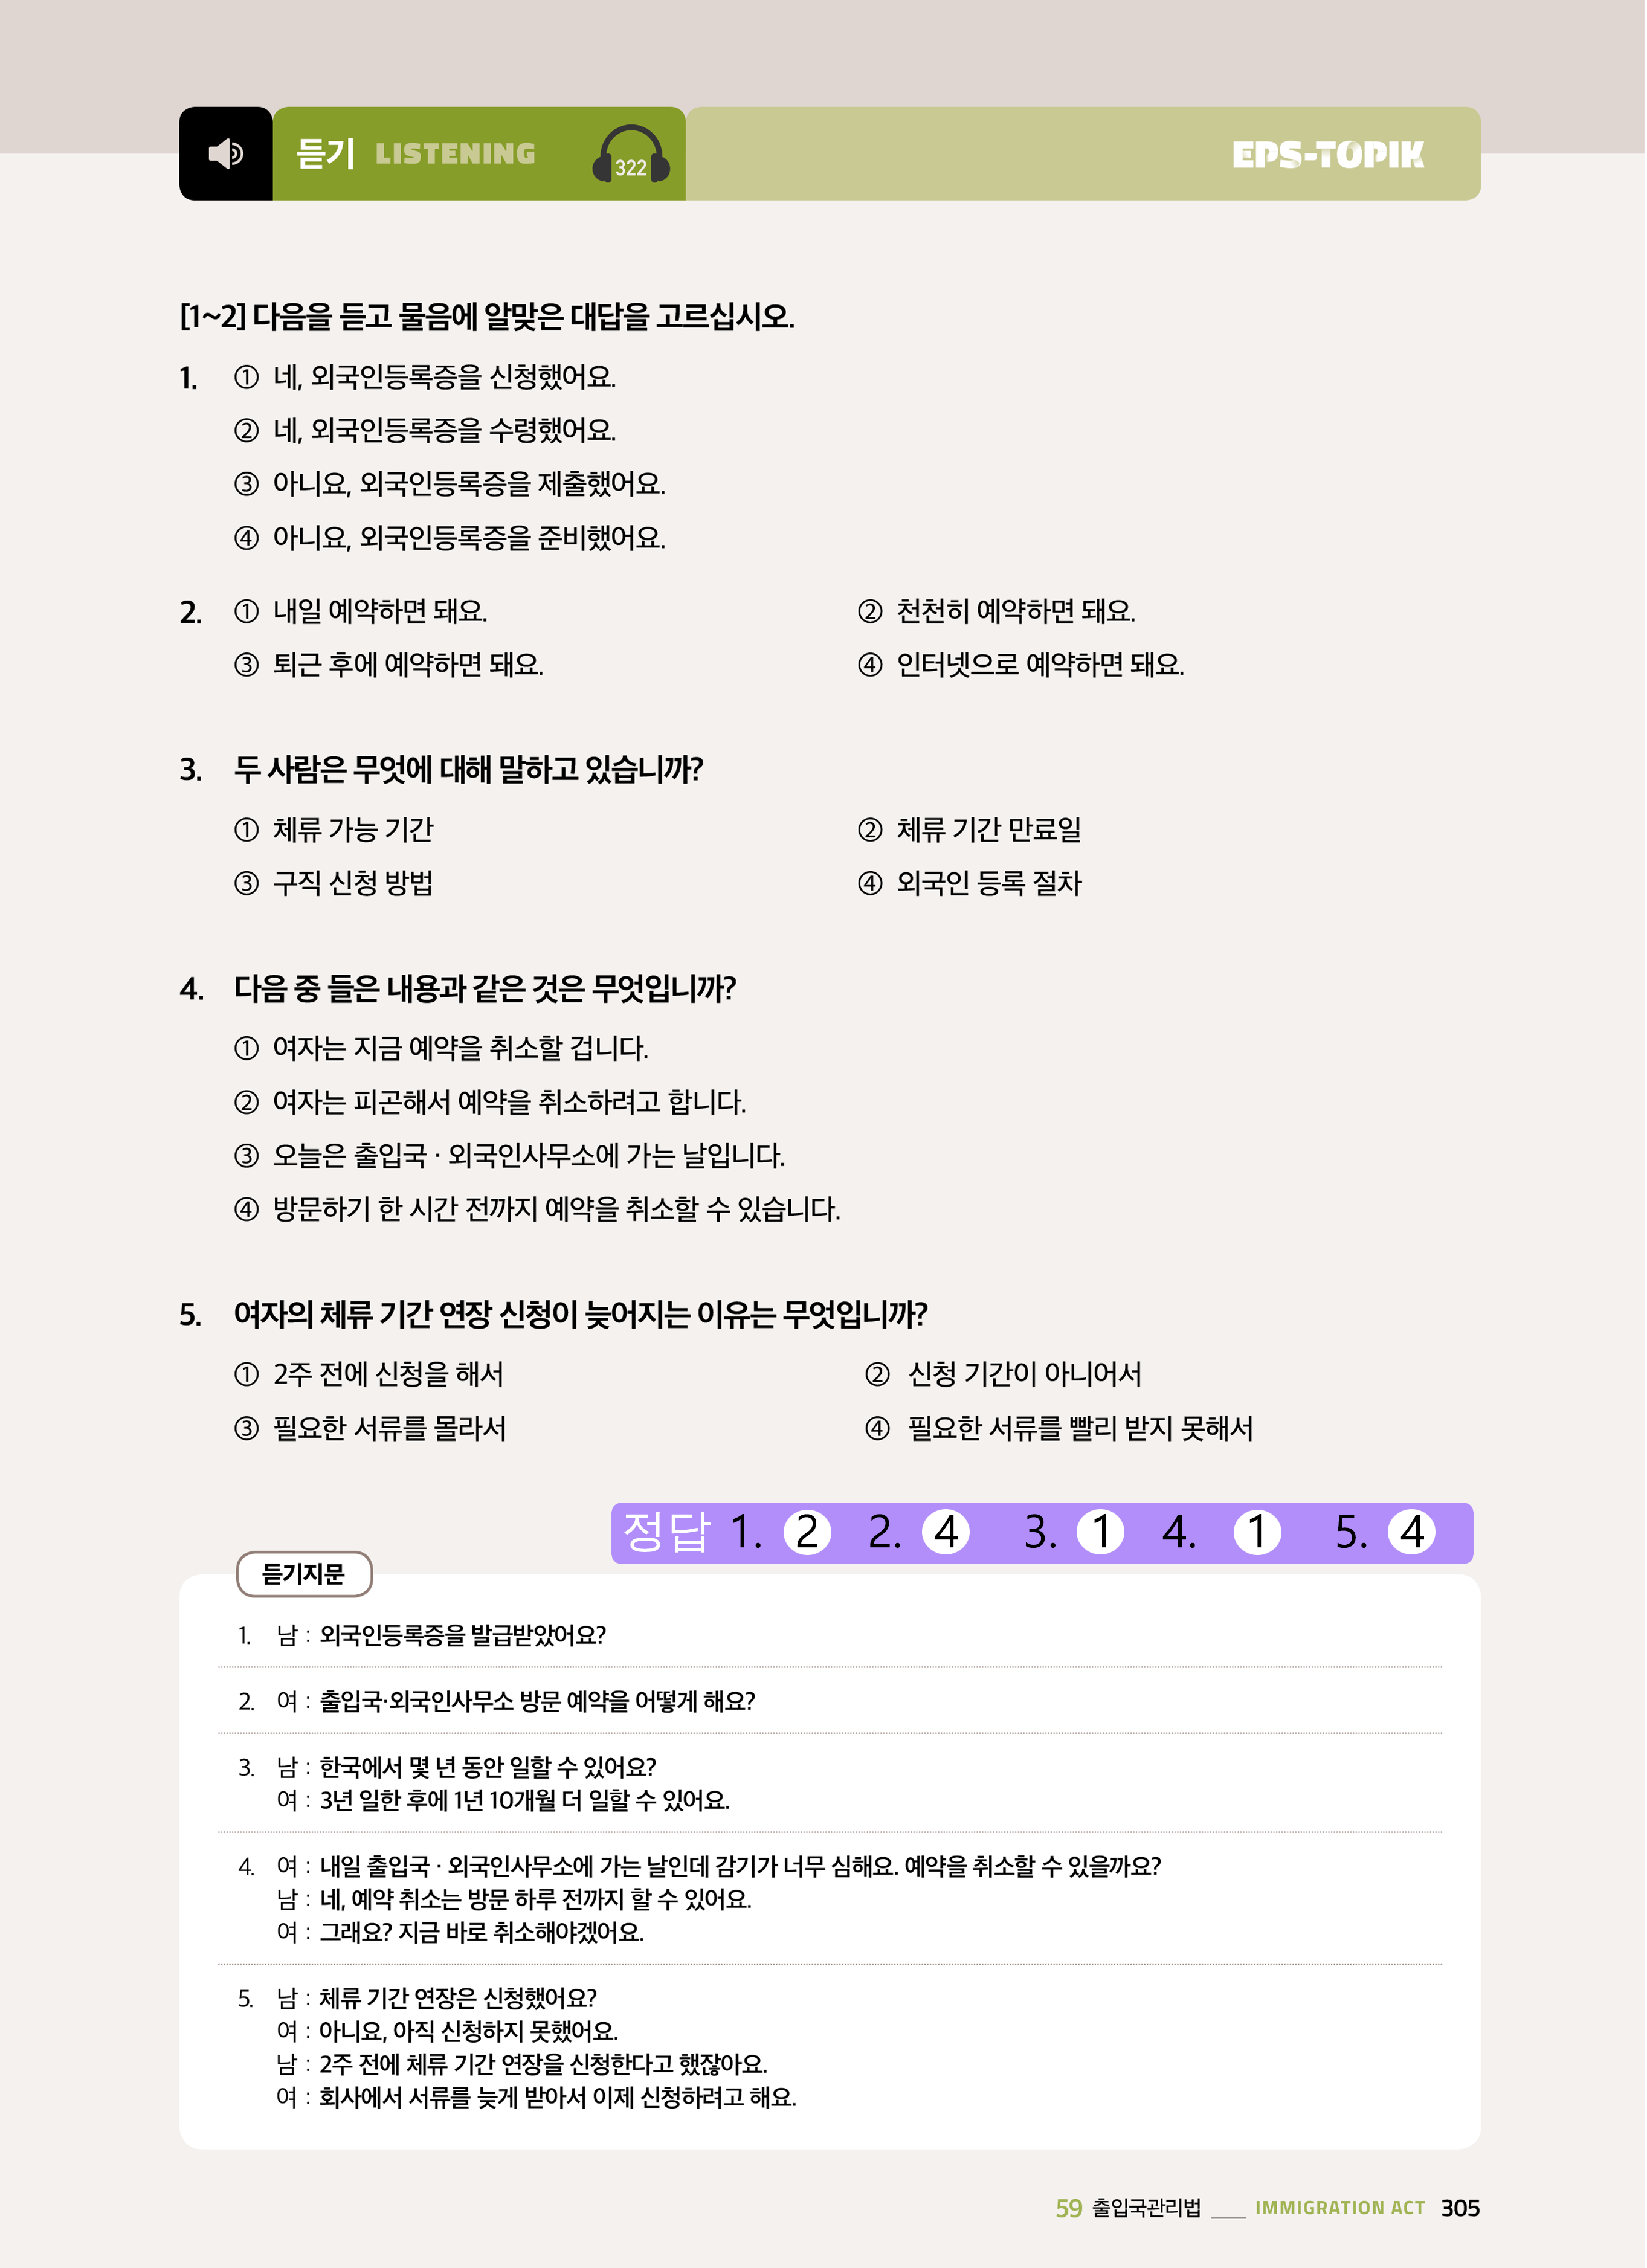 듣기 LISTENING 322 EPS-TOPIK
[1~2] 다음을 듣고 물음에 알맞은 대답을 고르십시오.
1. ① 네, 외국인등록증을 신청했어요.
② 네, 외국인등록증을 수령했어요.
③ 아니요, 외국인등록증을 제출했어요.
④ 아니요, 외국인등록증을 준비했어요.
2. ① 내일 예약하면 돼요. ② 천천히 예약하면 돼요.
③ 퇴근 후에 예약하면 돼요. ④ 인터넷으로 예약하면 돼요.
3. 두 사람은 무엇에 대해 말하고 있습니까?
① 체류 가능 기간 ② 체류 기간 만료일
③ 구직 신청 방법 ④ 외국인 등록 절차
4. 다음 중 들은 내용과 같은 것은 무엇입니까?
① 여자는 지금 예약을 취소할 겁니다.
② 여자는 피곤해서 예약을 취소하려고 합니다.
③ 오늘은 출입국 · 외국인사무소에 가는 날입니다.
④ 방문하기 한 시간 전까지 예약을 취소할 수 있습니다.
5. 여자의 체류 기간 연장 신청이 늦어지는 이유는 무엇입니까?
① 2주 전에 신청을 해서 ② 신청 기간이 아니어서
③ 필요한 서류를 몰라서 ④ 필요한 서류를 빨리 받지 못해서
정답 1. 2 2. 4 3. 1 4. 1 5. 4
듣기지문
1. 남 : 외국인등록증을 발급받았어요?
2. 여 : 출입국·외국인사무소 방문 예약을 어떻게 해요?
3. 남 : 한국에서 몇 년 동안 일할 수 있어요?
여 : 3년 일한 후에 1년 10개월 더 일할 수 있어요.
4. 여 : 내일 출입국 · 외국인사무소에 가는 날인데 감기가 너무 심해요. 예약을 취소할 수 있을까요?
남 : 네, 예약 취소는 방문 하루 전까지 할 수 있어요.
여 : 그래요? 지금 바로 취소해야겠어요.
5. 남 : 체류 기간 연장은 신청했어요?
여 : 아니요, 아직 신청하지 못했어요.
남 : 2주 전에 체류 기간 연장을 신청한다고 했잖아요.
여 : 회사에서 서류를 늦게 받아서 이제 신청하려고 해요.
59 출입국관리법 ___ IMMIGRATION ACT 305